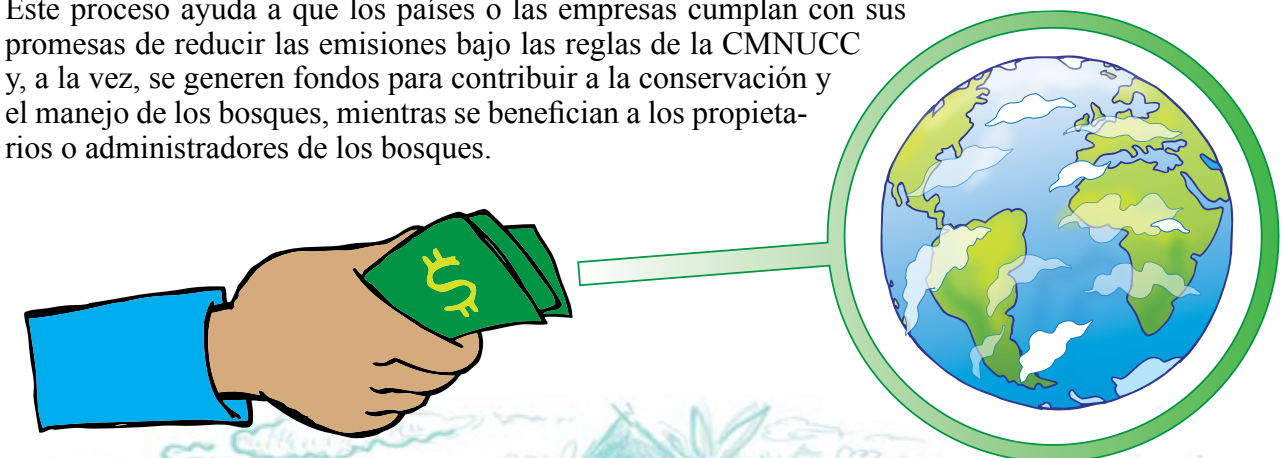 Este proceso ayuda a que los países o las empresas cumplan con sus
promesas de reducir las emisiones bajo las reglas de la CMNUCC
y, a la vez, se generen fondos para contribuir a la conservación y
el manejo de los bosques, mientras se benefician a los propieta-
rios o administradores de los bosques.
$